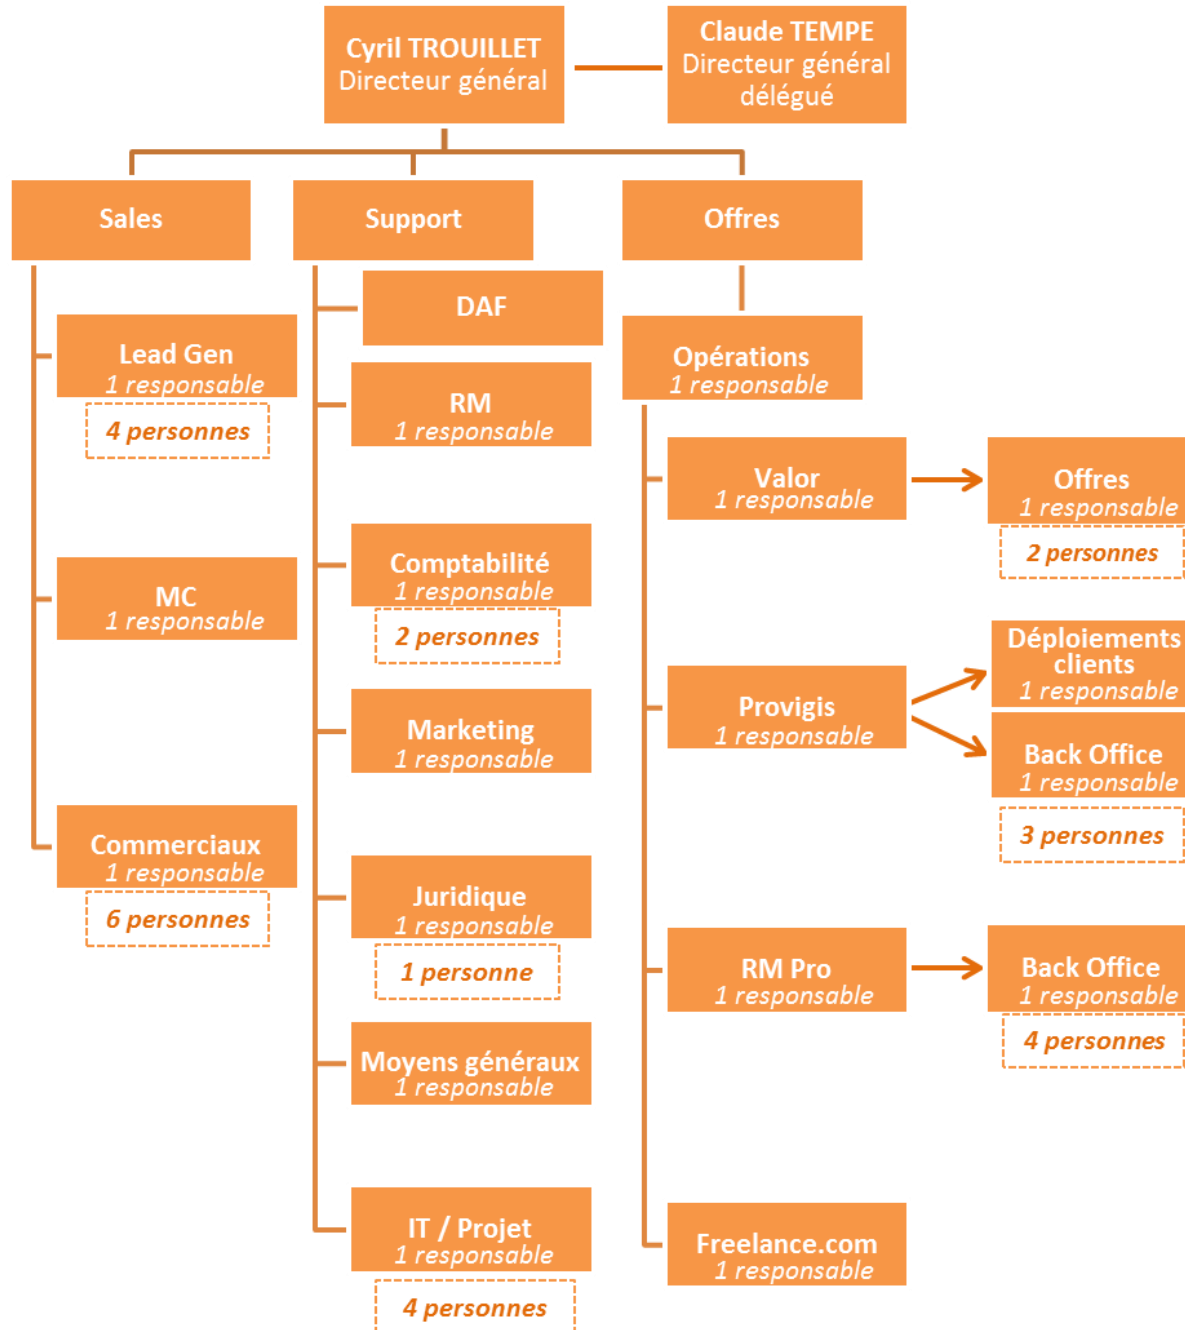 Cyril TROUILLET
Directeur général
Claude TEMPE
Directeur général
délégué
Sales
Support
Offres
Lead Gen
1 responsable
4 personnes
MC
1 responsable
Commerciaux
1 responsable
6 personnes
DAF
RM
1 responsable
Comptabilité
1 responsable
2 personnes
Marketing
1 responsable
Juridique
1 responsable
1 personne
Moyens généraux
1 responsable
IT / Projet
1 responsable
4 personnes
Opérations
1 responsable
Valor
1 responsable
Offres
1 responsable
2 personnes
Provigis
1 responsable
Déploiements
clients
1 responsable
Back Office
1 responsable
3 personnes
RM Pro
1 responsable
Back Office
1 responsable
4 personnes
Freelance.com
1 responsable